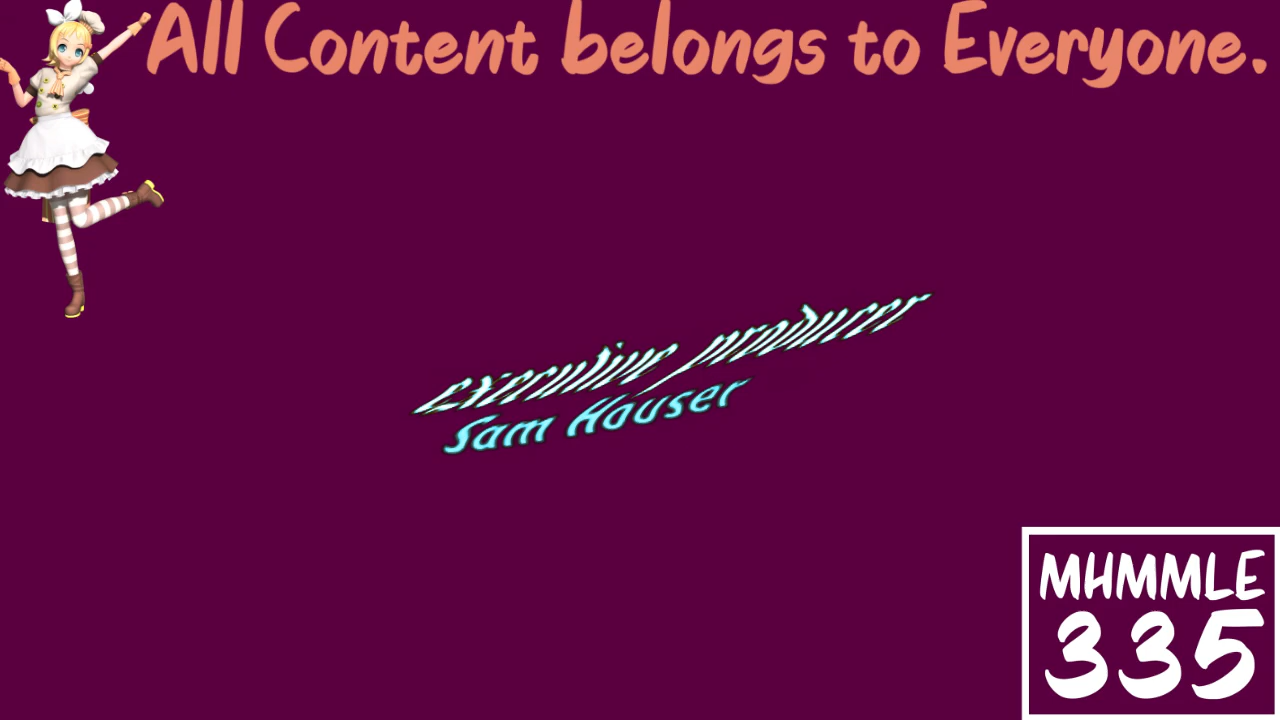 All Content belongs to Everyone.
executive producer
Sam Houser
MHMMLE
335